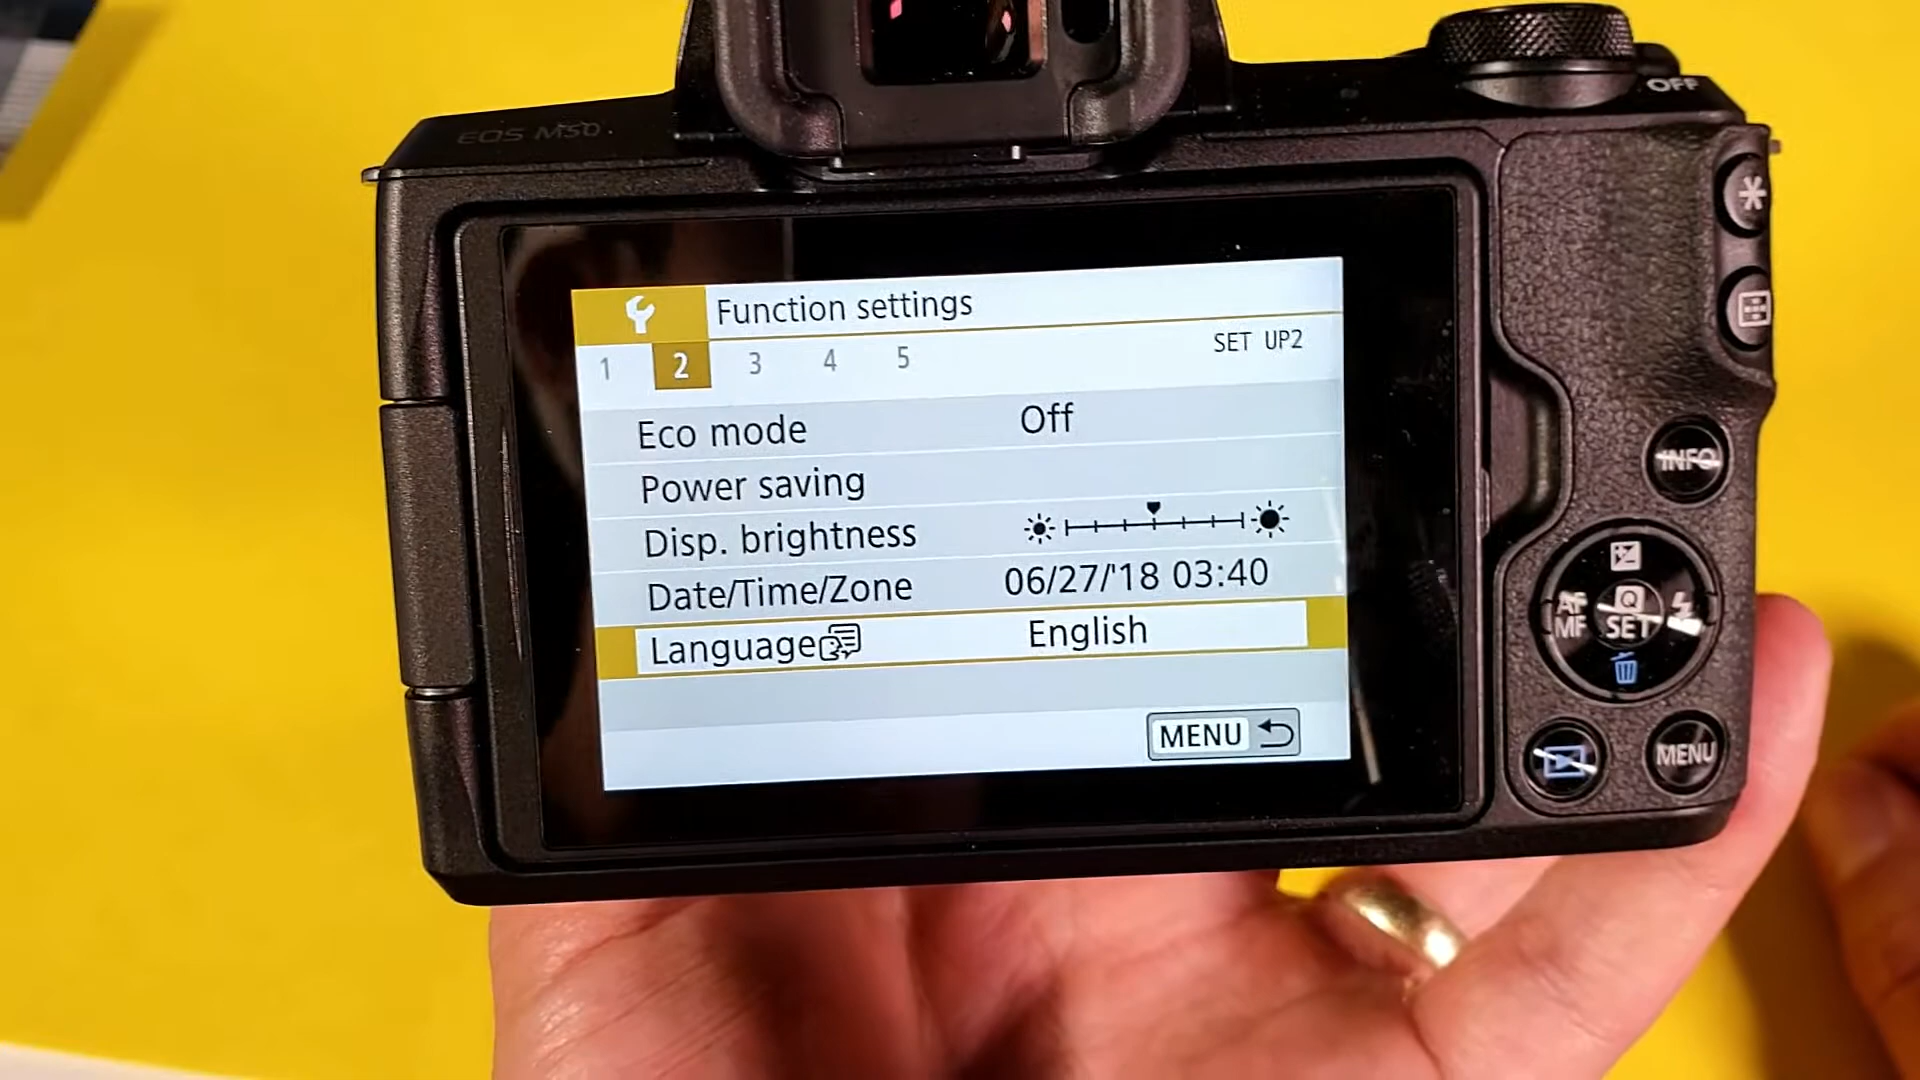 EOS M50
OFF
Function settings
1 2 3 4 5
SET UP2
Eco mode Off
Power saving
Disp. brightness
Date/Time/Zone 06/27/'18 03:40
Language English
MENU
INFO
AF
MF
Q
SET
MENU